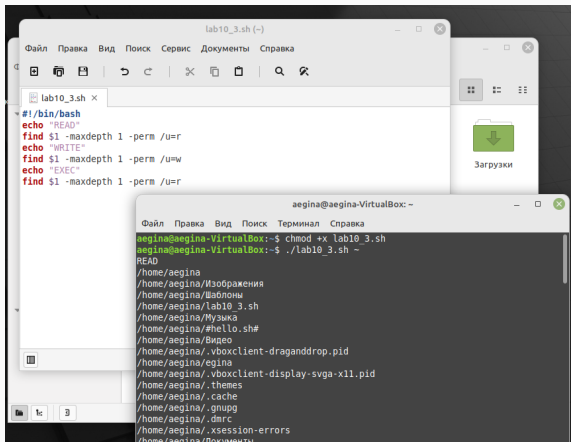 lab10_3.sh (~)
Файл Правка Вид Поиск Сервис Документы Справка
lab10_3.sh
#!/bin/bash
echo "READ"
find $1 -maxdepth 1 -perm /u=r
echo "WRITE"
find $1 -maxdepth 1 -perm /u=w
echo "EXEC"
find $1 -maxdepth 1 -perm /u=r
Загрузки
aegina@aegina-VirtualBox: ~
Файл Правка Вид Поиск Терминал Справка
aegina@aegina-VirtualBox:~$ chmod +x lab10_3.sh
aegina@aegina-VirtualBox:~$ ./lab10_3.sh ~
READ
/home/aegina
/home/aegina/Изображения
/home/aegina/Шаблоны
/home/aegina/lab10_3.sh
/home/aegina/Музыка
/home/aegina/#hello.sh#
/home/aegina/Видео
/home/aegina/.vboxclient-draganddrop.pid
/home/aegina/egina
/home/aegina/.vboxclient-display-svga-x11.pid
/home/aegina/.themes
/home/aegina/.cache
/home/aegina/.gnupg
/home/aegina/.dmrc
/home/aegina/.xsession-errors
/home/aegina/Документы